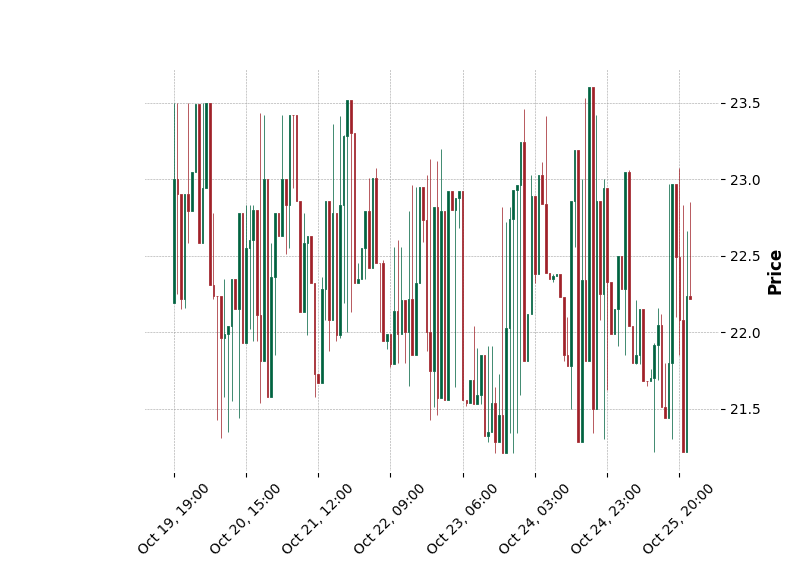 23.5
23.0
22.5
22.0
21.5
Price
Oct 19, 19:00
Oct 20, 15:00
Oct 21, 12:00
Oct 22, 09:00
Oct 23, 06:00
Oct 24, 03:00
Oct 24, 23:00
Oct 25, 20:00